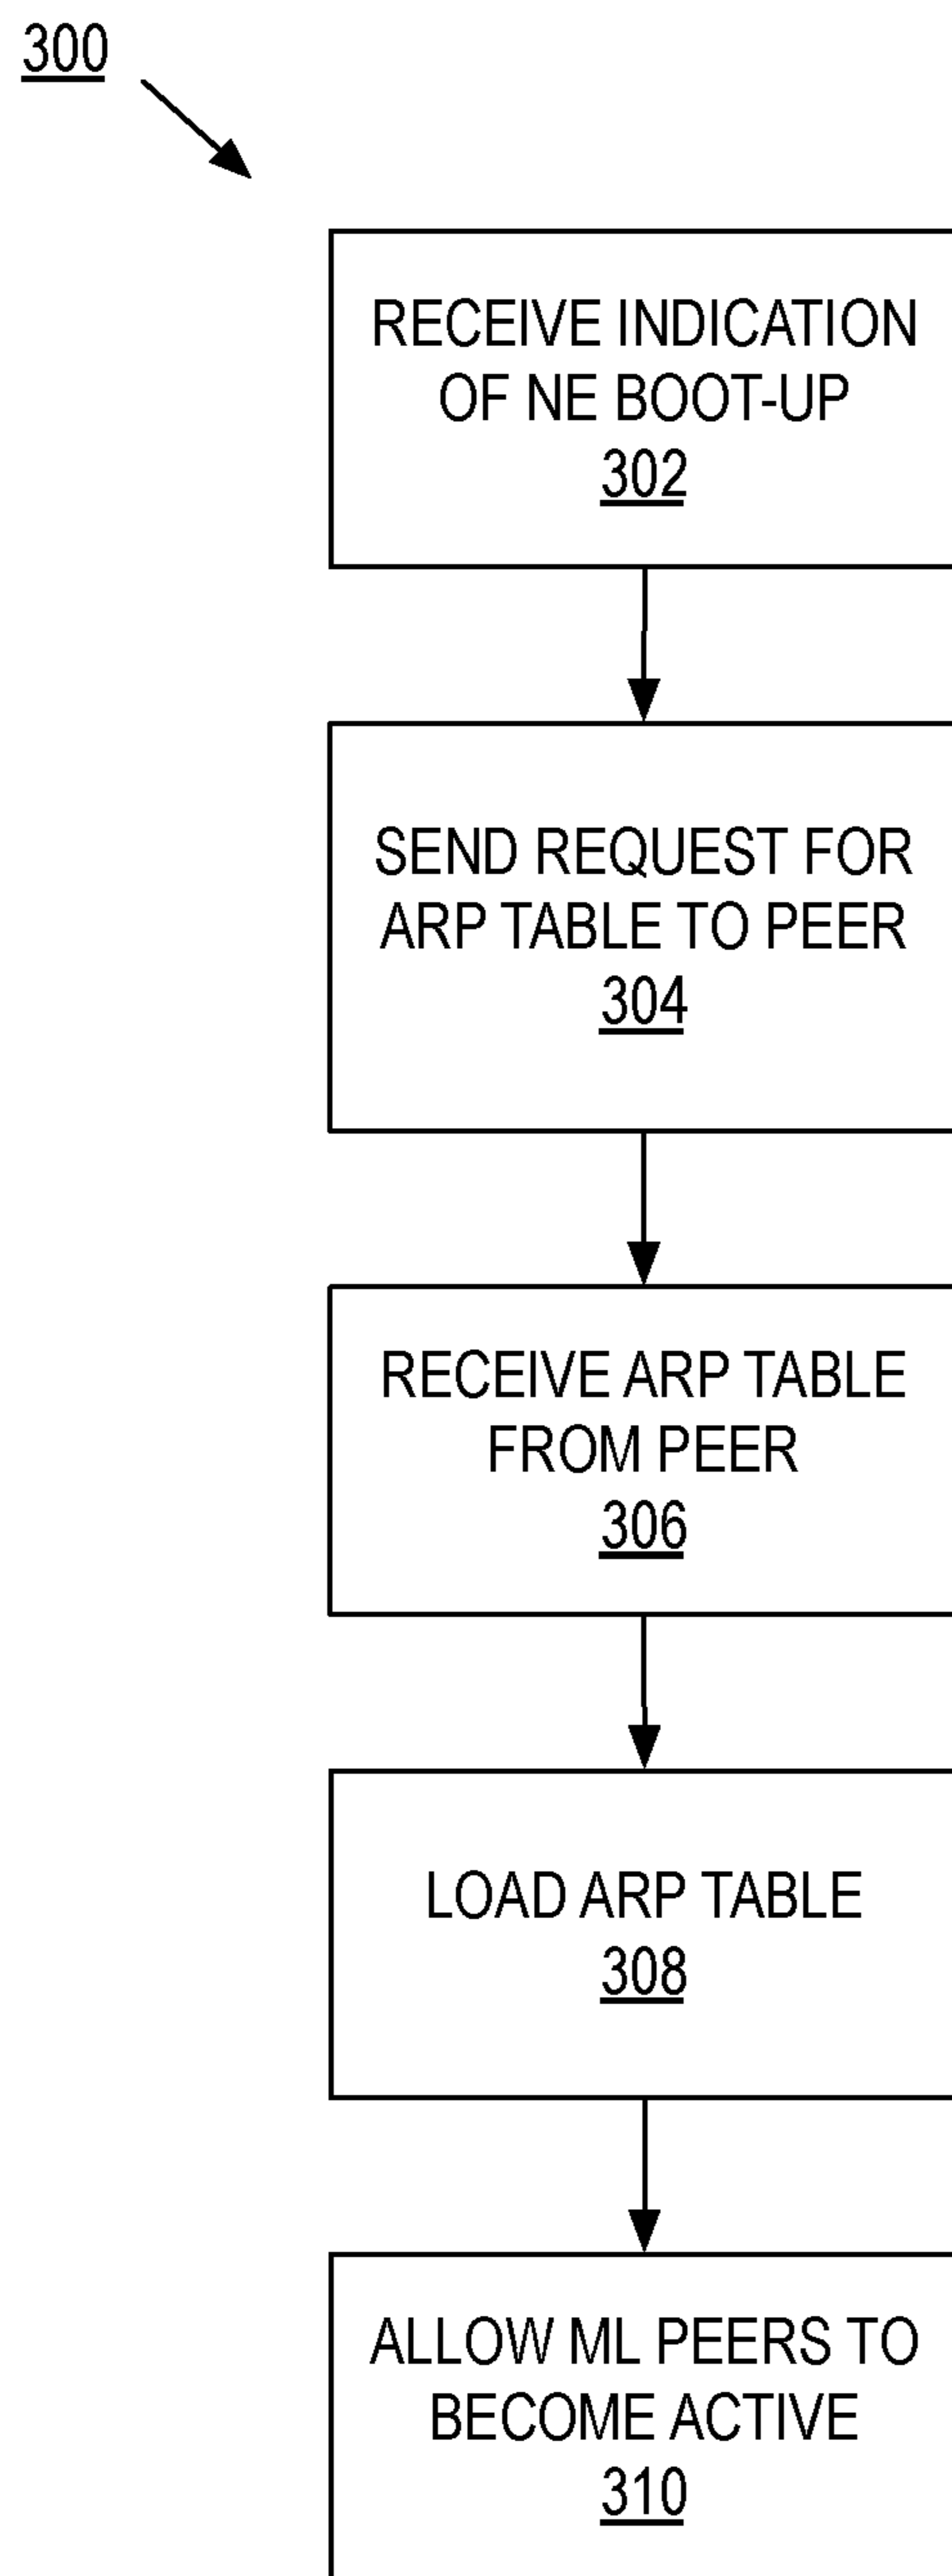 300
RECEIVE INDICATION
OF NE BOOT-UP
302
SEND REQUEST FOR
ARP TABLE TO PEER
304
RECEIVE ARP TABLE
FROM PEER
306
LOAD ARP TABLE
308
ALLOW ML PEERS TO
BECOME ACTIVE
310